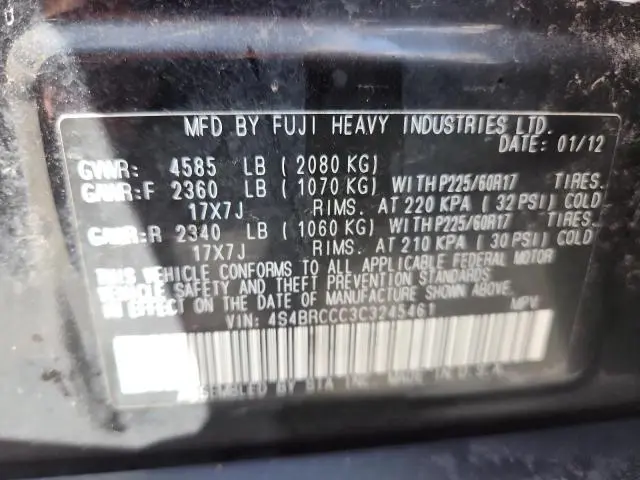 MFD BY FUJI HEAVY INDUSTRIES LTD.
DATE: 01/12
GVWR: 4585 LB ( 2080 KG)
GAWR:F 2360 LB ( 1070 KG) WITH P225/60R17 TIRES.
17X7J RIMS. AT 220 KPA ( 32 PSI) COLD
GAWR:R 2340 LB ( 1060 KG) WITH P225/60R17 TIRES.
17X7J RIMS. AT 210 KPA ( 30 PSI) COLD
THIS VEHICLE CONFORMS TO ALL APPLICABLE FEDERAL MOTOR
VEHICLE SAFETY AND THEFT PREVENTION STANDARDS
IN EFFECT ON THE DATE OF MANUFACTURE SHOWN ABOVE.
VIN: 4S4BRCCC3C3245461 MPV
ASSEMBLED BY SIA INC. MADE IN U.S.A.